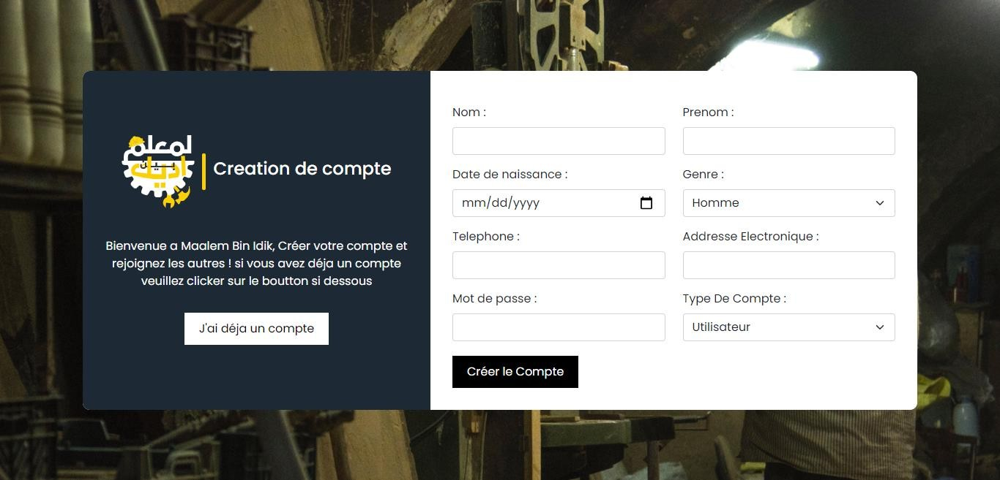 لمعلم
بين
اديك
Creation de compte
Bienvenue a Maalem Bin Idik, Créer votre compte et
rejoignez les autres ! si vous avez déja un compte
veuillez clicker sur le boutton si dessous
J'ai déja un compte
Nom :
Prenom :
Date de naissance :
Genre :
mm/dd/yyyy
Homme
Telephone :
Addresse Electronique :
Mot de passe :
Type De Compte :
Utilisateur
Créer le Compte